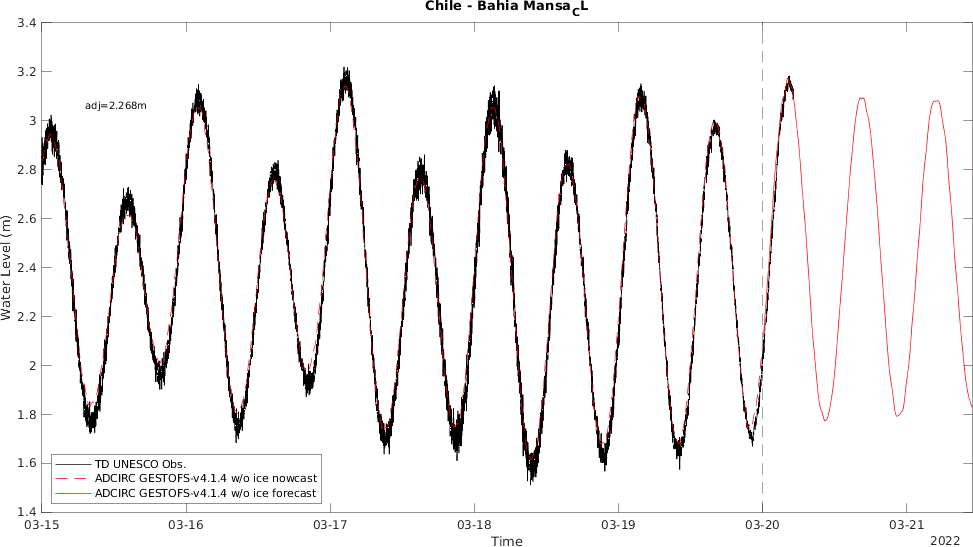 Chile - Bahia Mansa_CL
3.4
3.2
adj=2.268m
3
2.8
2.6
2.4
2.2
2
1.8
1.6
1.4
Water Level (m)
TD UNESCO Obs.
ADCIRC GESTOFS-v4.1.4 w/o ice nowcast
ADCIRC GESTOFS-v4.1.4 w/o ice forecast
03-15 03-16 03-17 03-18 03-19 03-20 03-21
Time
2022